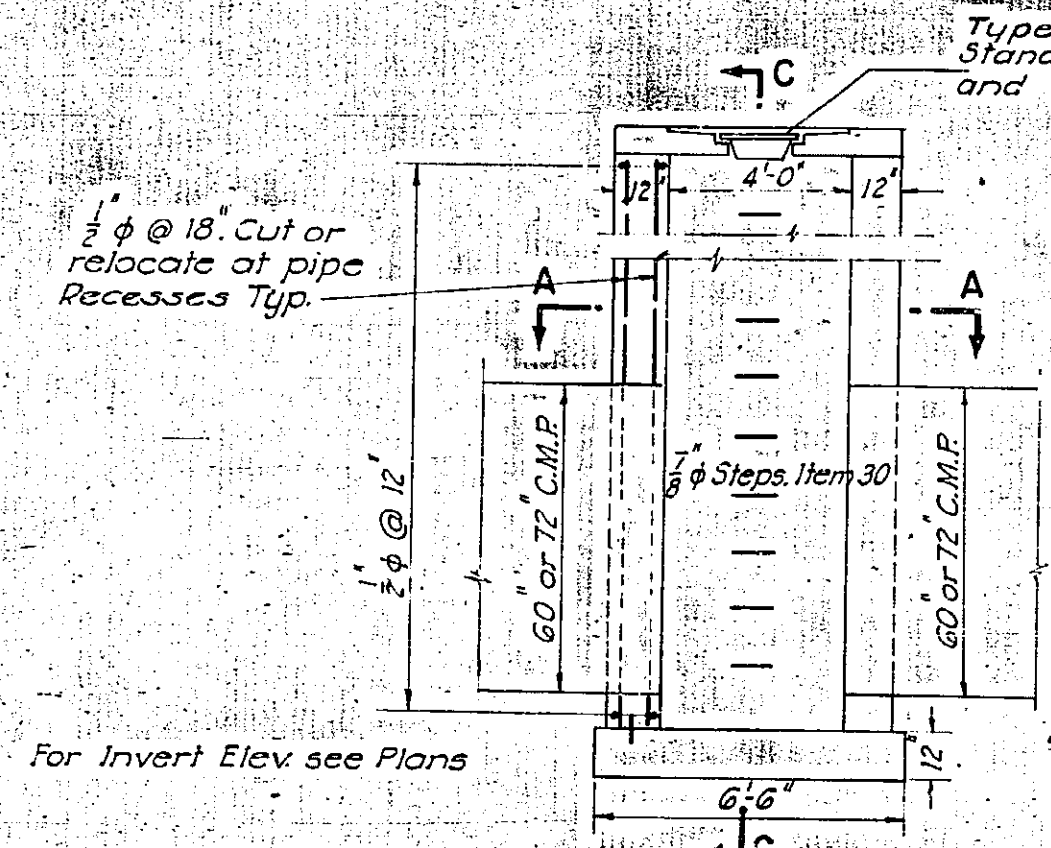 Type
Stand
and
C
12"
4'-0"
12"
1/2" φ @ 18". Cut or
relocate at pipe
Recesses Typ.
A
A
1/2" φ @ 12"
60" or 72" C.M.P.
7/8" φ Steps. Item 30
60" or 72" C.M.P.
For Invert Elev. see Plans
12"
6'-6"
C